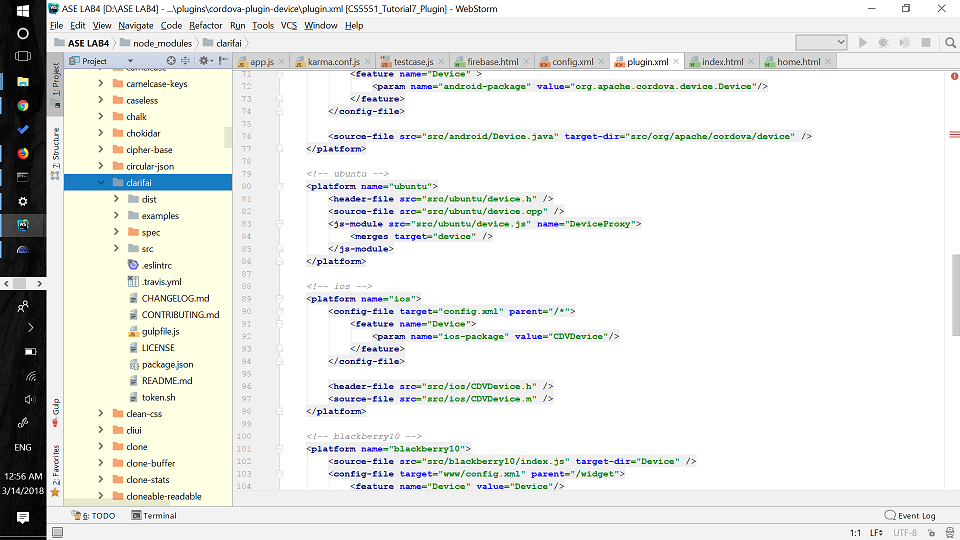 ASE LAB4 [D:\ASE LAB4] - ...\plugins\cordova-plugin-device\plugin.xml [CS5551_Tutorial7_Plugin] - WebStorm
File Edit View Navigate Code Refactor Run Tools VCS Window Help
ASE LAB4 node_modules clarifai
Project
app.js karma.conf.js testcase.js firebase.html config.xml plugin.xml index.html home.html
1: Project
7: Structure
Gulp
2: Favorites
camelcase
camelcase-keys
caseless
chalk
chokidar
cipher-base
circular-json
clarifai
dist
examples
spec
src
.eslintrc
.travis.yml
CHANGELOG.md
CONTRIBUTING.md
gulpfile.js
LICENSE
package.json
README.md
token.sh
clean-css
cliui
clone
clone-buffer
clone-stats
cloneable-readable
71 <feature name="Device" >
72 <param name="android-package" value="org.apache.cordova.device.Device"/>
73 </feature>
74 </config-file>
75
76 <source-file src="src/android/Device.java" target-dir="src/org/apache/cordova/device" />
77 </platform>
78
79 <!-- ubuntu -->
80 <platform name="ubuntu">
81 <header-file src="src/ubuntu/device.h" />
82 <source-file src="src/ubuntu/device.cpp" />
83 <js-module src="src/ubuntu/device.js" name="DeviceProxy">
84 <merges target="device" />
85 </js-module>
86 </platform>
87
88 <!-- ios -->
89 <platform name="ios">
90 <config-file target="config.xml" parent="/*">
91 <feature name="Device">
92 <param name="ios-package" value="CDVDevice"/>
93 </feature>
94 </config-file>
95
96 <header-file src="src/ios/CDVDevice.h" />
97 <source-file src="src/ios/CDVDevice.m" />
98 </platform>
99
100 <!-- blackberry10 -->
101 <platform name="blackberry10">
102 <source-file src="src/blackberry10/index.js" target-dir="Device" />
103 <config-file target="www/config.xml" parent="/widget">
104 <feature name="Device" value="Device"/>
ENG
12:56 AM
3/14/2018
6: TODO Terminal Event Log
1:1 LF UTF-8